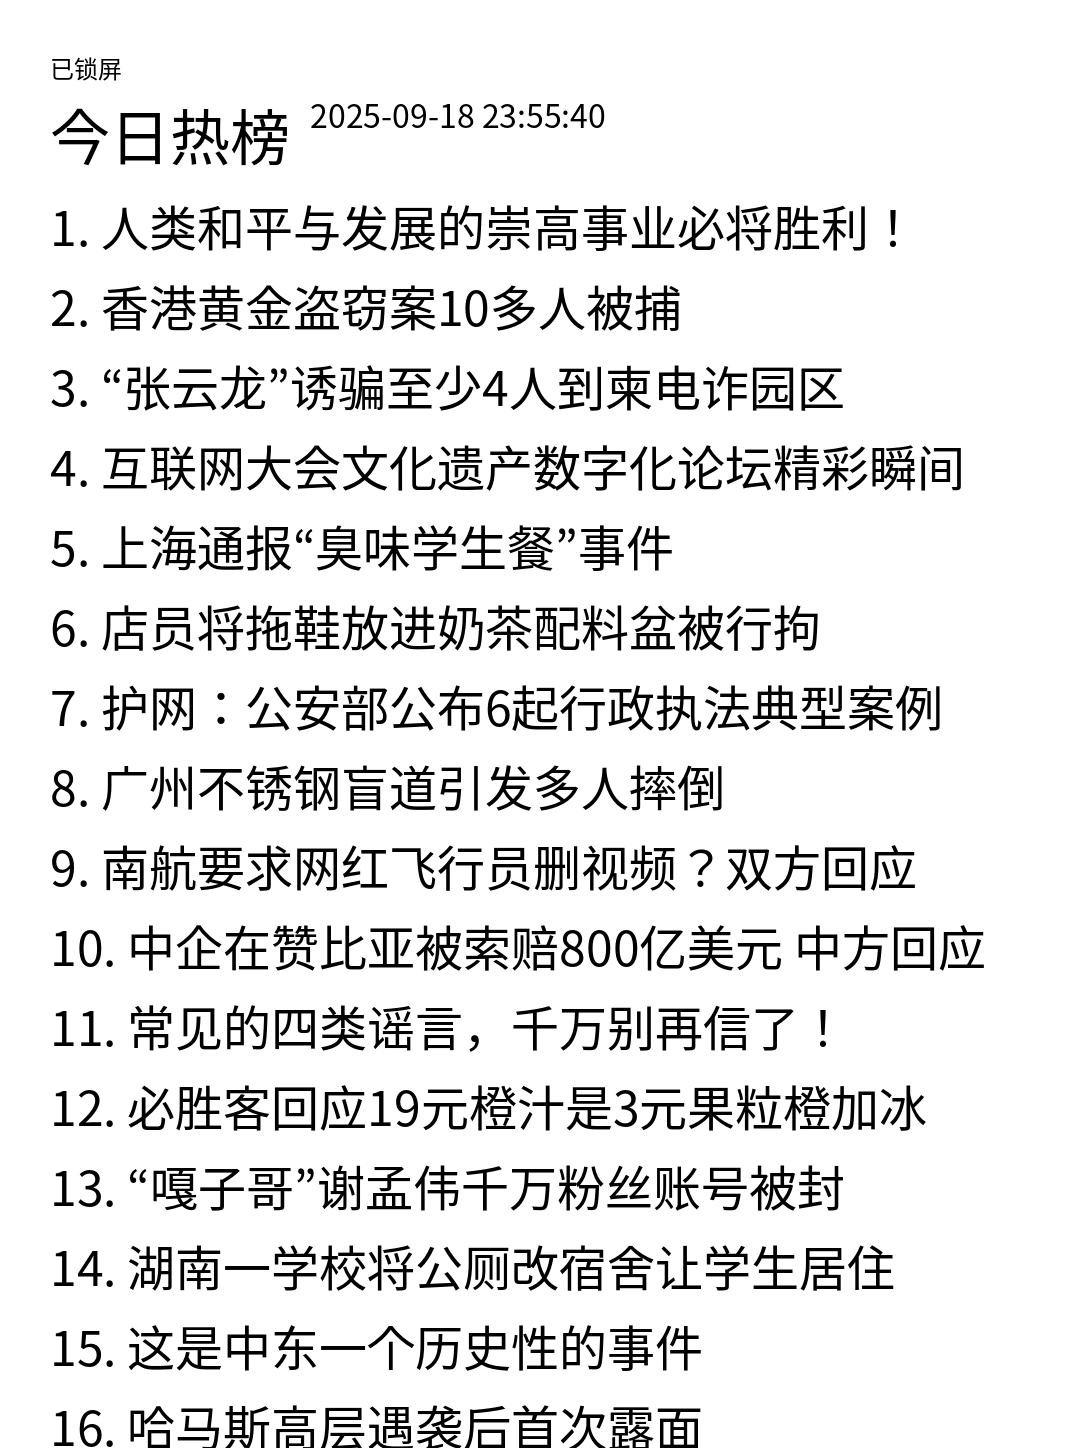 已锁屏
今日热榜 2025-09-18 23:55:40
1. 人类和平与发展的崇高事业必将胜利！
2. 香港黄金盗窃案10多人被捕
3. “张云龙”诱骗至少4人到柬电诈园区
4. 互联网大会文化遗产数字化论坛精彩瞬间
5. 上海通报“臭味学生餐”事件
6. 店员将拖鞋放进奶茶配料盆被行拘
7. 护网：公安部公布6起行政执法典型案例
8. 广州不锈钢盲道引发多人摔倒
9. 南航要求网红飞行员删视频？双方回应
10. 中企在赞比亚被索赔800亿美元 中方回应
11. 常见的四类谣言，千万别再信了！
12. 必胜客回应19元橙汁是3元果粒橙加冰
13. “嘎子哥”谢孟伟千万粉丝账号被封
14. 湖南一学校将公厕改宿舍让学生居住
15. 这是中东一个历史性的事件
16. 哈马斯高层遇袭后首次露面